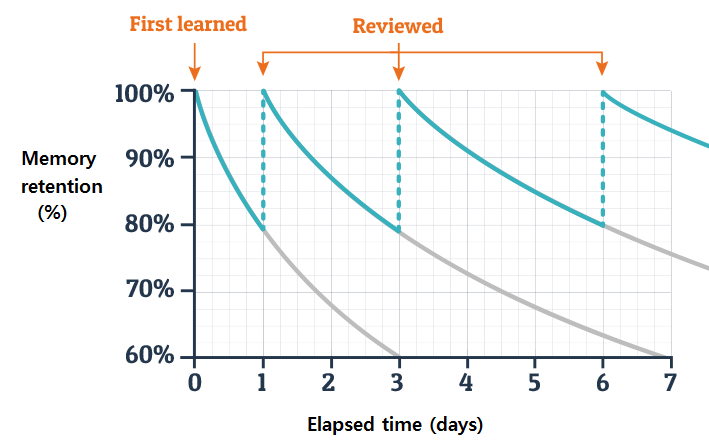 First learned
Reviewed
100%
90%
80%
70%
60%
Memory
retention
(%)
0 1 2 3 4 5 6 7
Elapsed time (days)